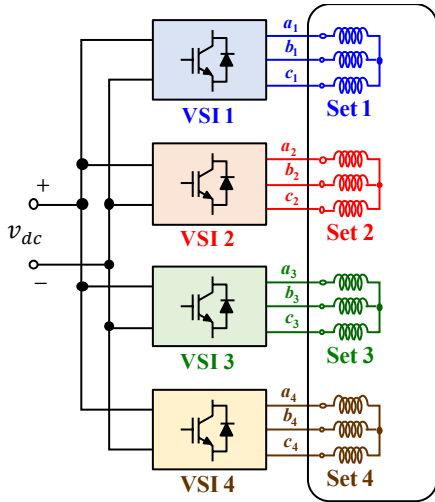 a₁
b₁
c₁
VSI 1
Set 1
a₂
b₂
c₂
VSI 2
Set 2
+
v_dc
−
a₃
b₃
c₃
VSI 3
Set 3
a₄
b₄
c₄
VSI 4
Set 4